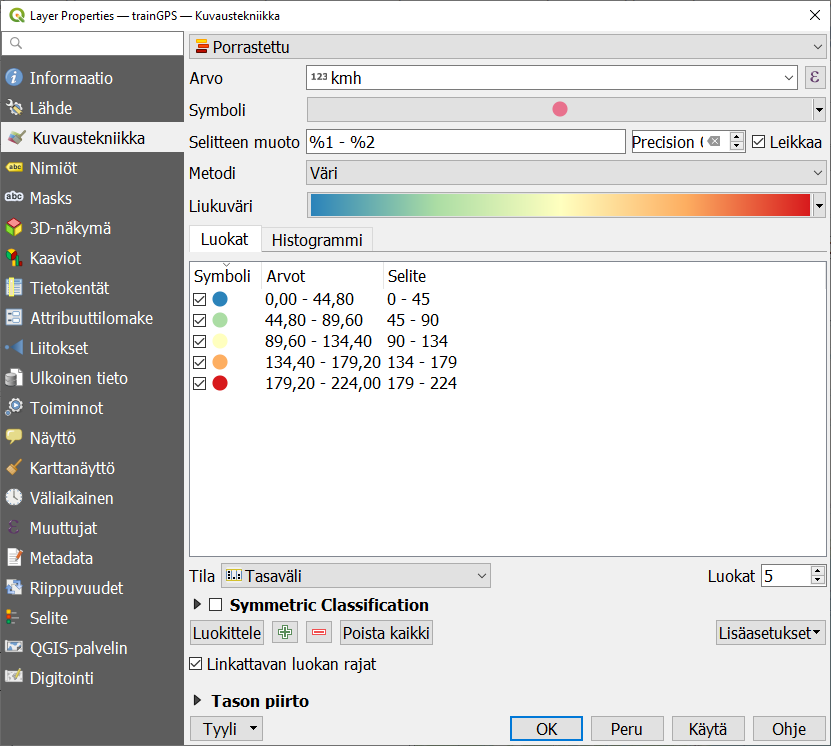 Layer Properties — trainGPS — Kuvaustekniikka
Porrastettu
Informaatio
Lähde
Kuvaustekniikka
Nimiöt
Masks
3D-näkymä
Kaaviot
Tietokentät
Attribuuttilomake
Liitokset
Ulkoinen tieto
Toiminnot
Näyttö
Karttanäyttö
Väliaikainen
Muuttujat
Metadata
Riippuvuudet
Selite
QGIS-palvelin
Digitointi
Arvo 123 kmh ε
Symboli
Selitteen muoto %1 - %2 Precision Leikkaa
Metodi Väri
Liukuväri
Luokat Histogrammi
Symboli Arvot Selite
0,00 - 44,80 0 - 45
44,80 - 89,60 45 - 90
89,60 - 134,40 90 - 134
134,40 - 179,20 134 - 179
179,20 - 224,00 179 - 224
Tila Tasaväli Luokat 5
Symmetric Classification
Luokittele Poista kaikki Lisäasetukset
Linkattavan luokan rajat
Tason piirto
Tyyli OK Peru Käytä Ohje